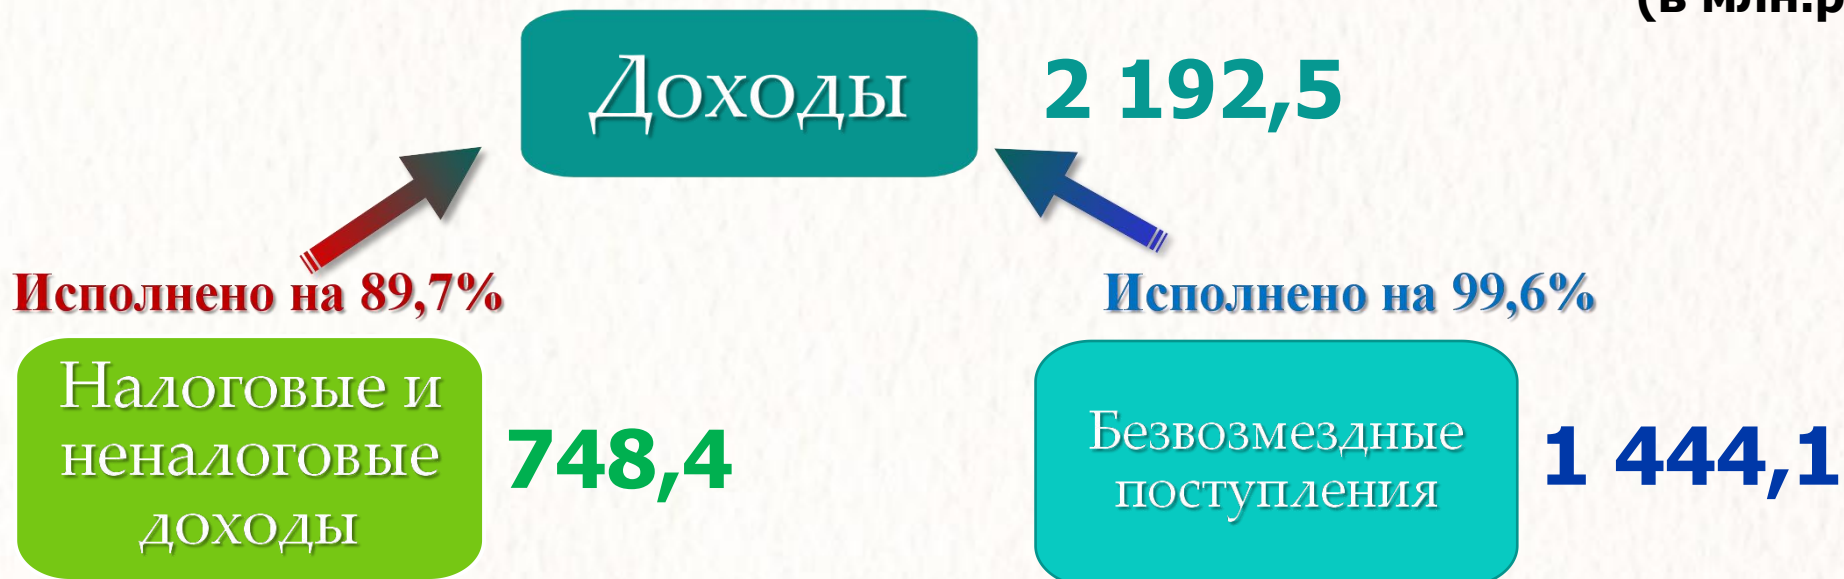 (в млн.р
Доходы
2 192,5
Исполнено на 89,7%
Исполнено на 99,6%
Налоговые и
неналоговые
доходы
748,4
Безвозмездные
поступления
1 444,1